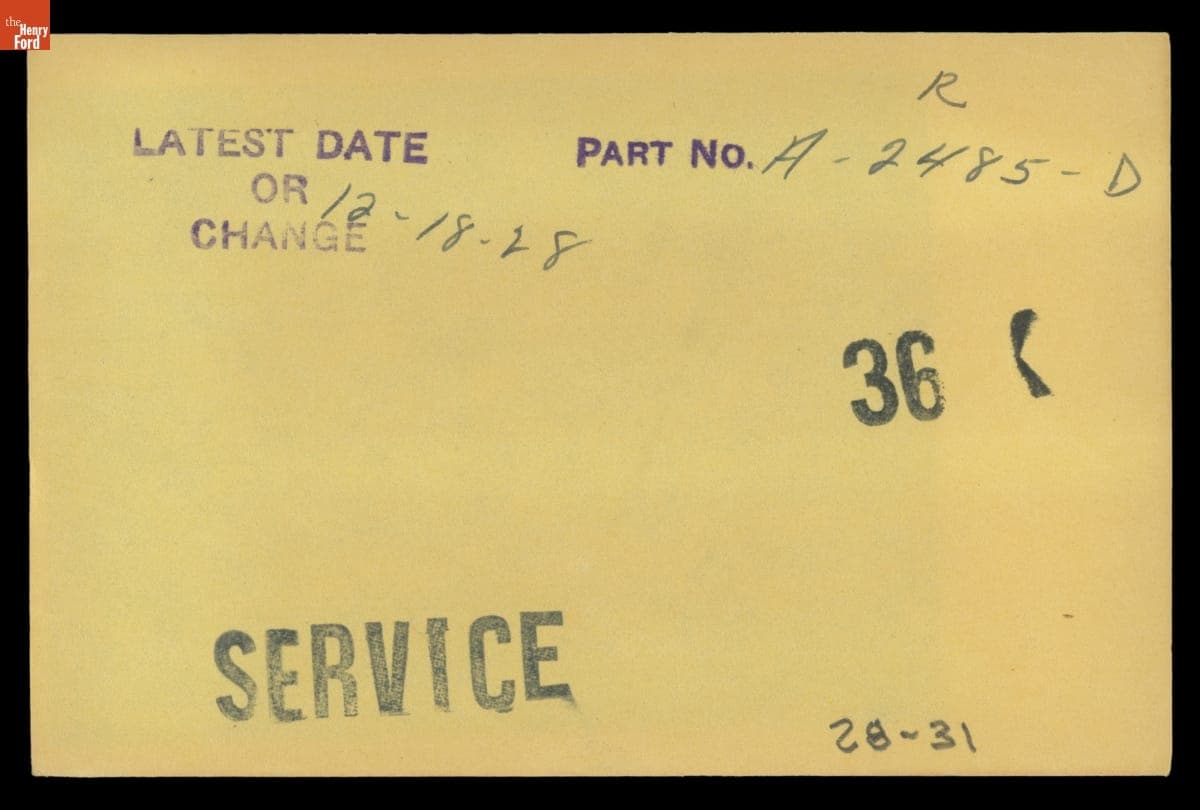 the
Henry
Ford
R
LATEST DATE
PART NO. A-2485-D
OR 12-18-28
CHANGE
36
SERVICE
28-31